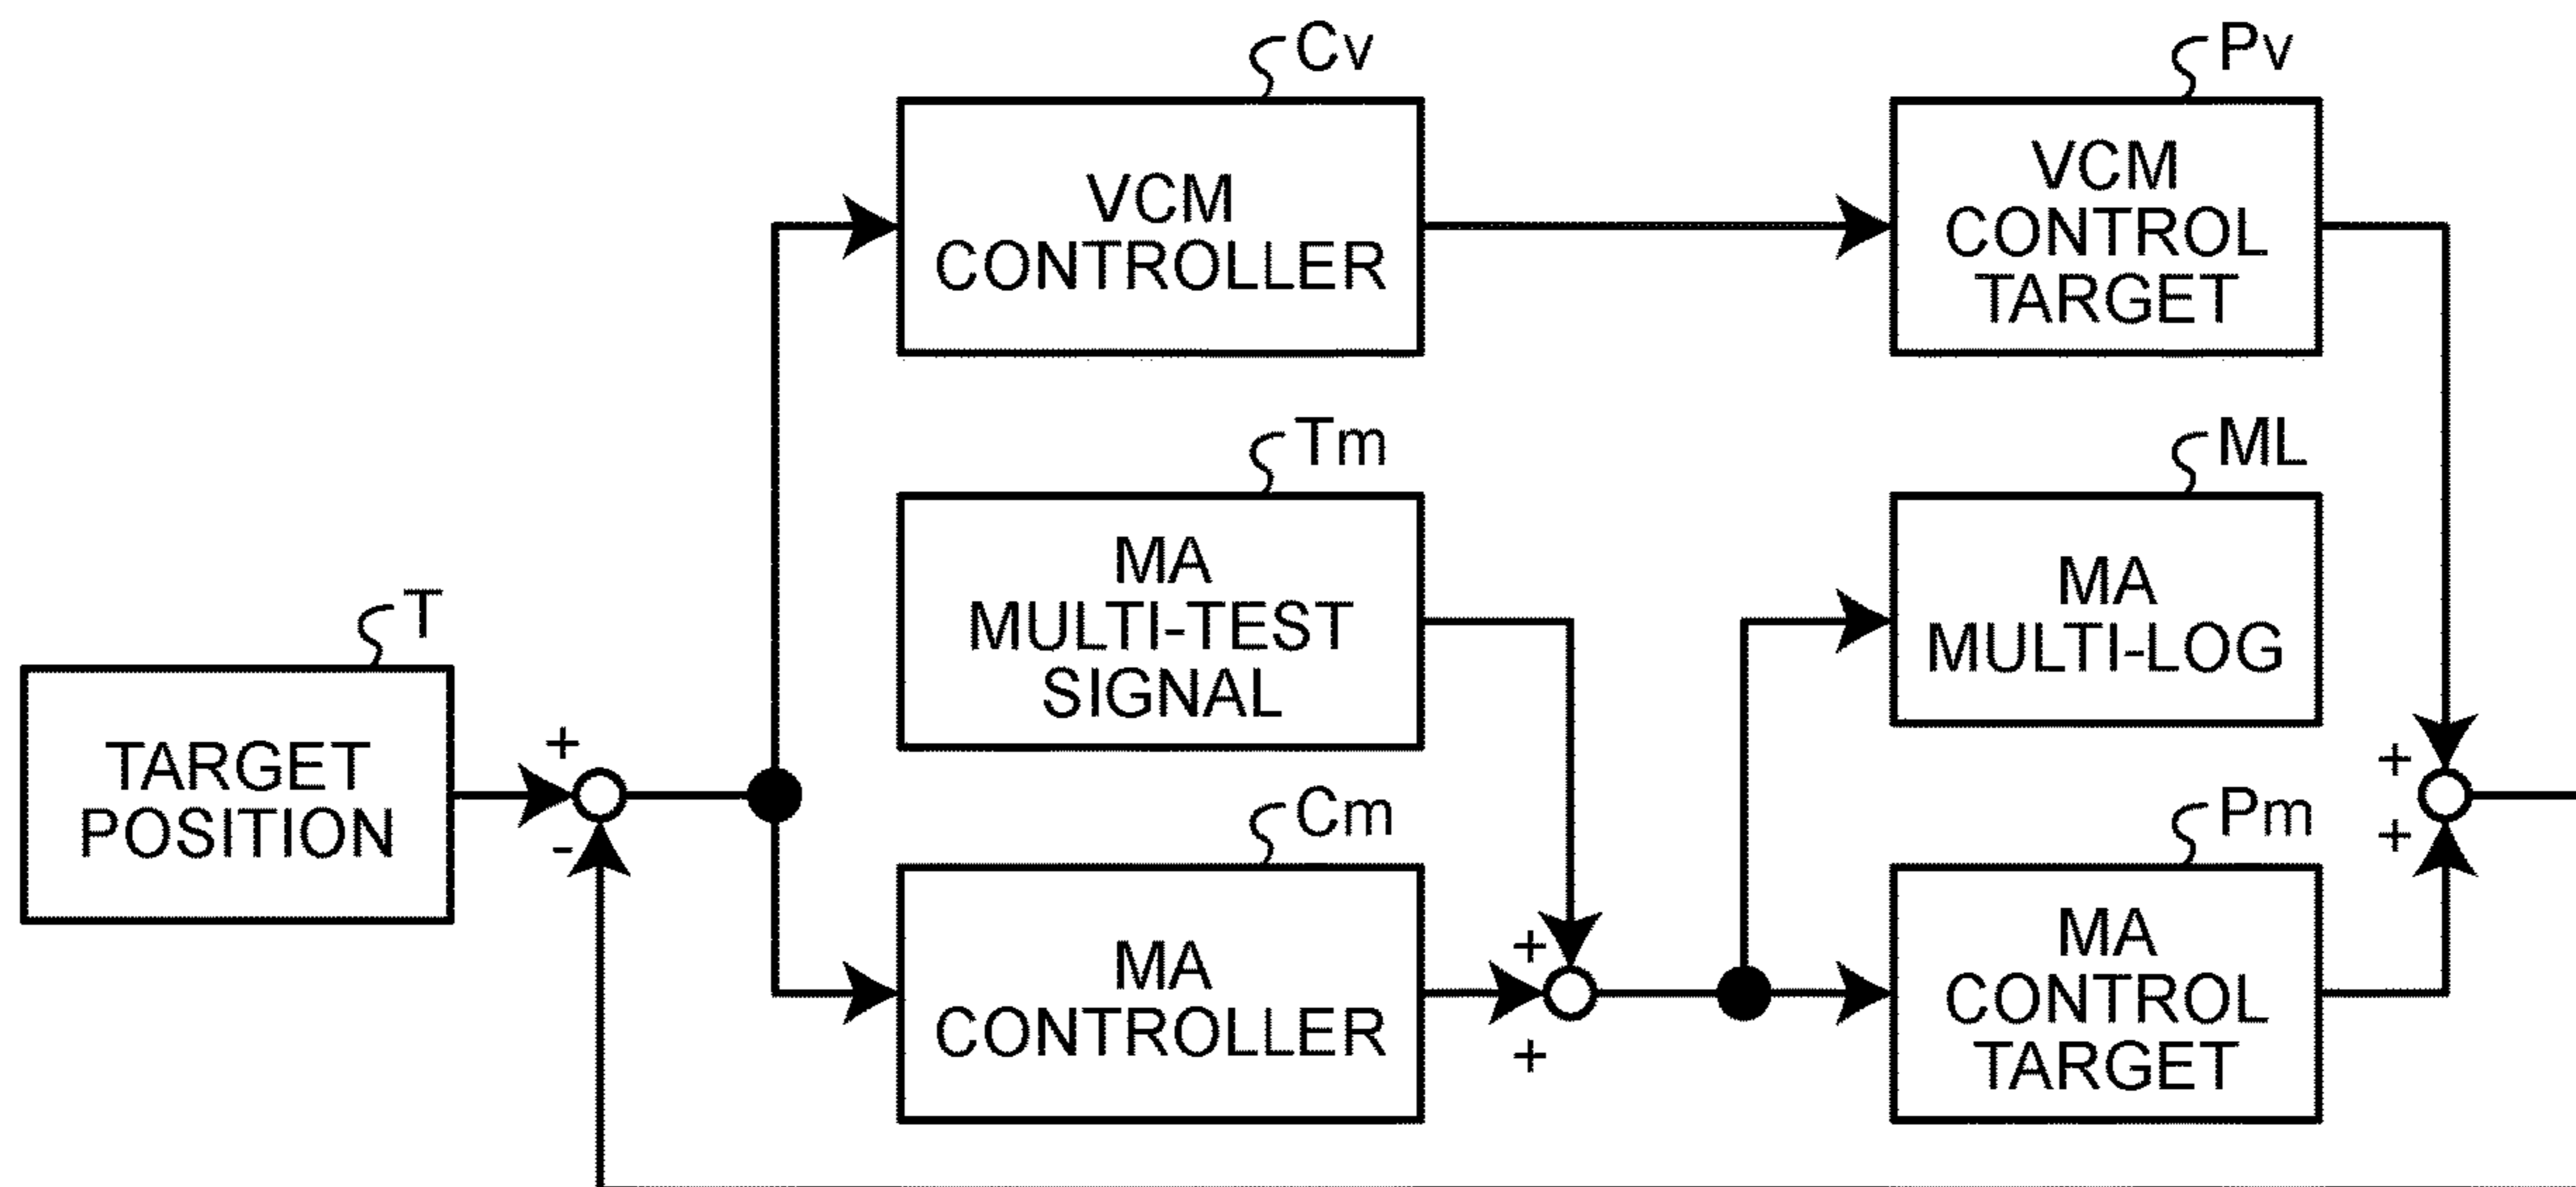 Cv
VCM
CONTROLLER
Pv
VCM
CONTROL
TARGET
Tm
MA
MULTI-TEST
SIGNAL
ML
MA
MULTI-LOG
T
TARGET
POSITION
+
-
Cm
MA
CONTROLLER
+
+
Pm
MA
CONTROL
TARGET
+
+